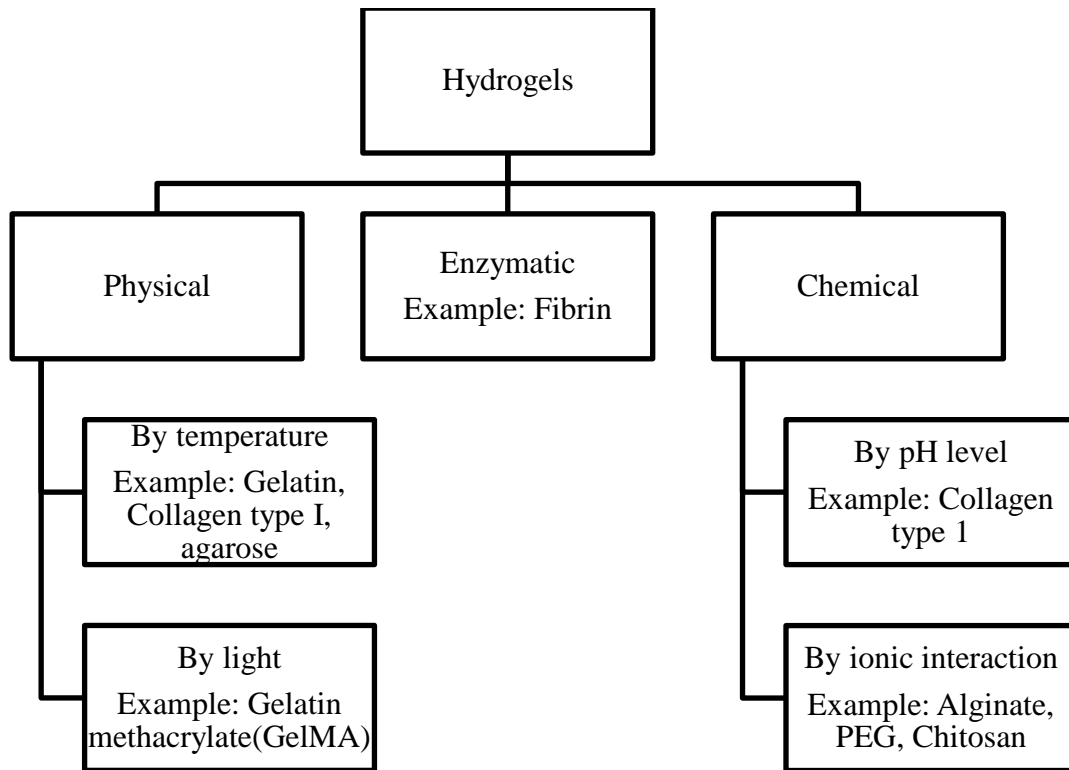 Hydrogels
Physical
Enzymatic
Example: Fibrin
Chemical
By temperature
Example: Gelatin,
Collagen type I,
agarose
By light
Example: Gelatin
methacrylate(GelMA)
By pH level
Example: Collagen
type 1
By ionic interaction
Example: Alginate,
PEG, Chitosan